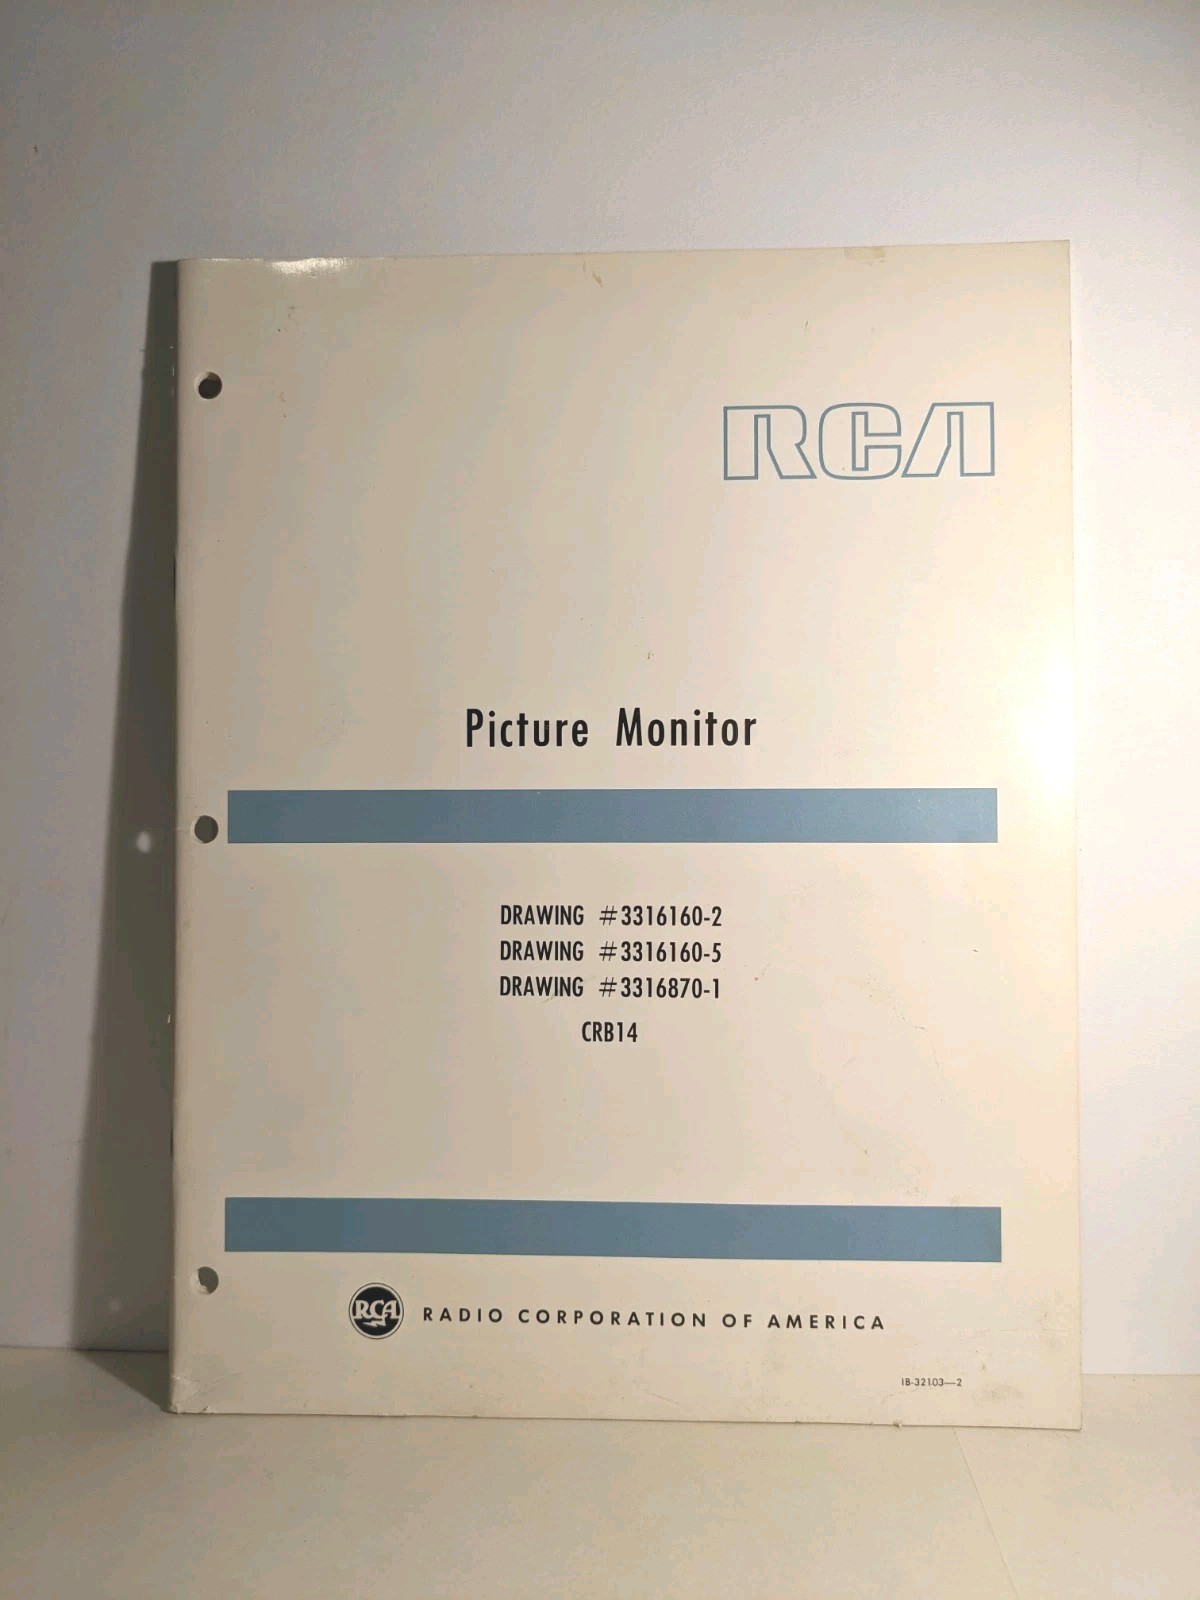 RCA
Picture Monitor
DRAWING #3316160-2
DRAWING #3316160-5
DRAWING #3316870-1
CRB14
RCA RADIO CORPORATION OF AMERICA
IB-32103—2